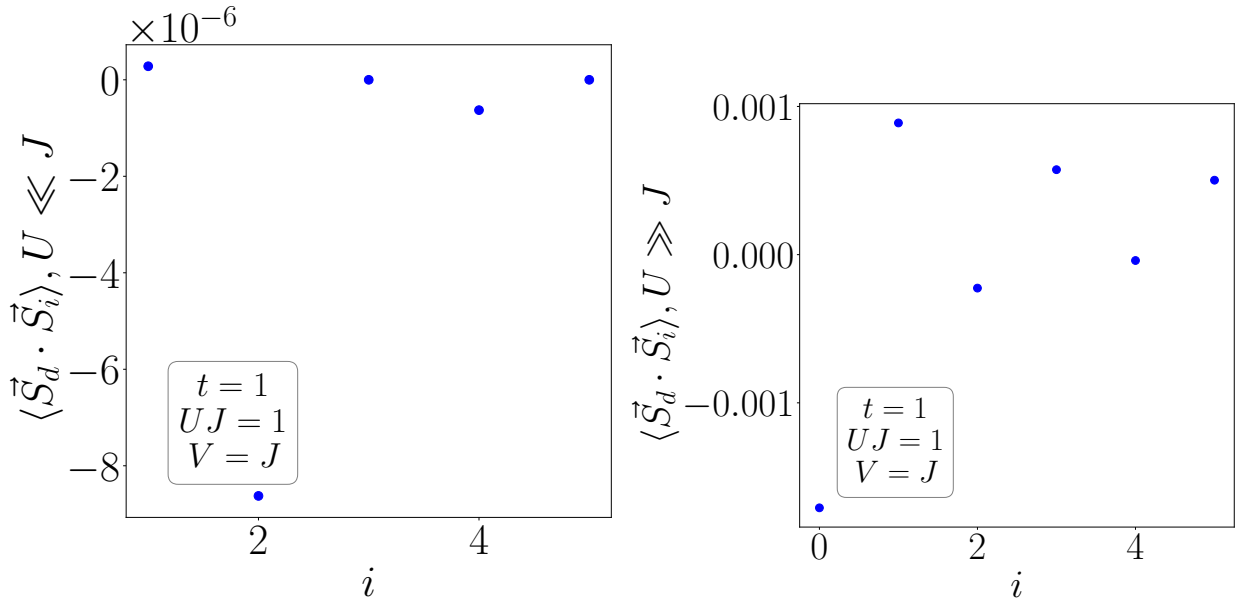 ×10⁻⁶
0
−2
−4
−6
−8
⟨S⃗_d · S⃗_i⟩, U ≪ J
t = 1
UJ = 1
V = J
2 4
i
0.001
0.000
−0.001
⟨S⃗_d · S⃗_i⟩, U ≫ J
t = 1
UJ = 1
V = J
0 2 4
i